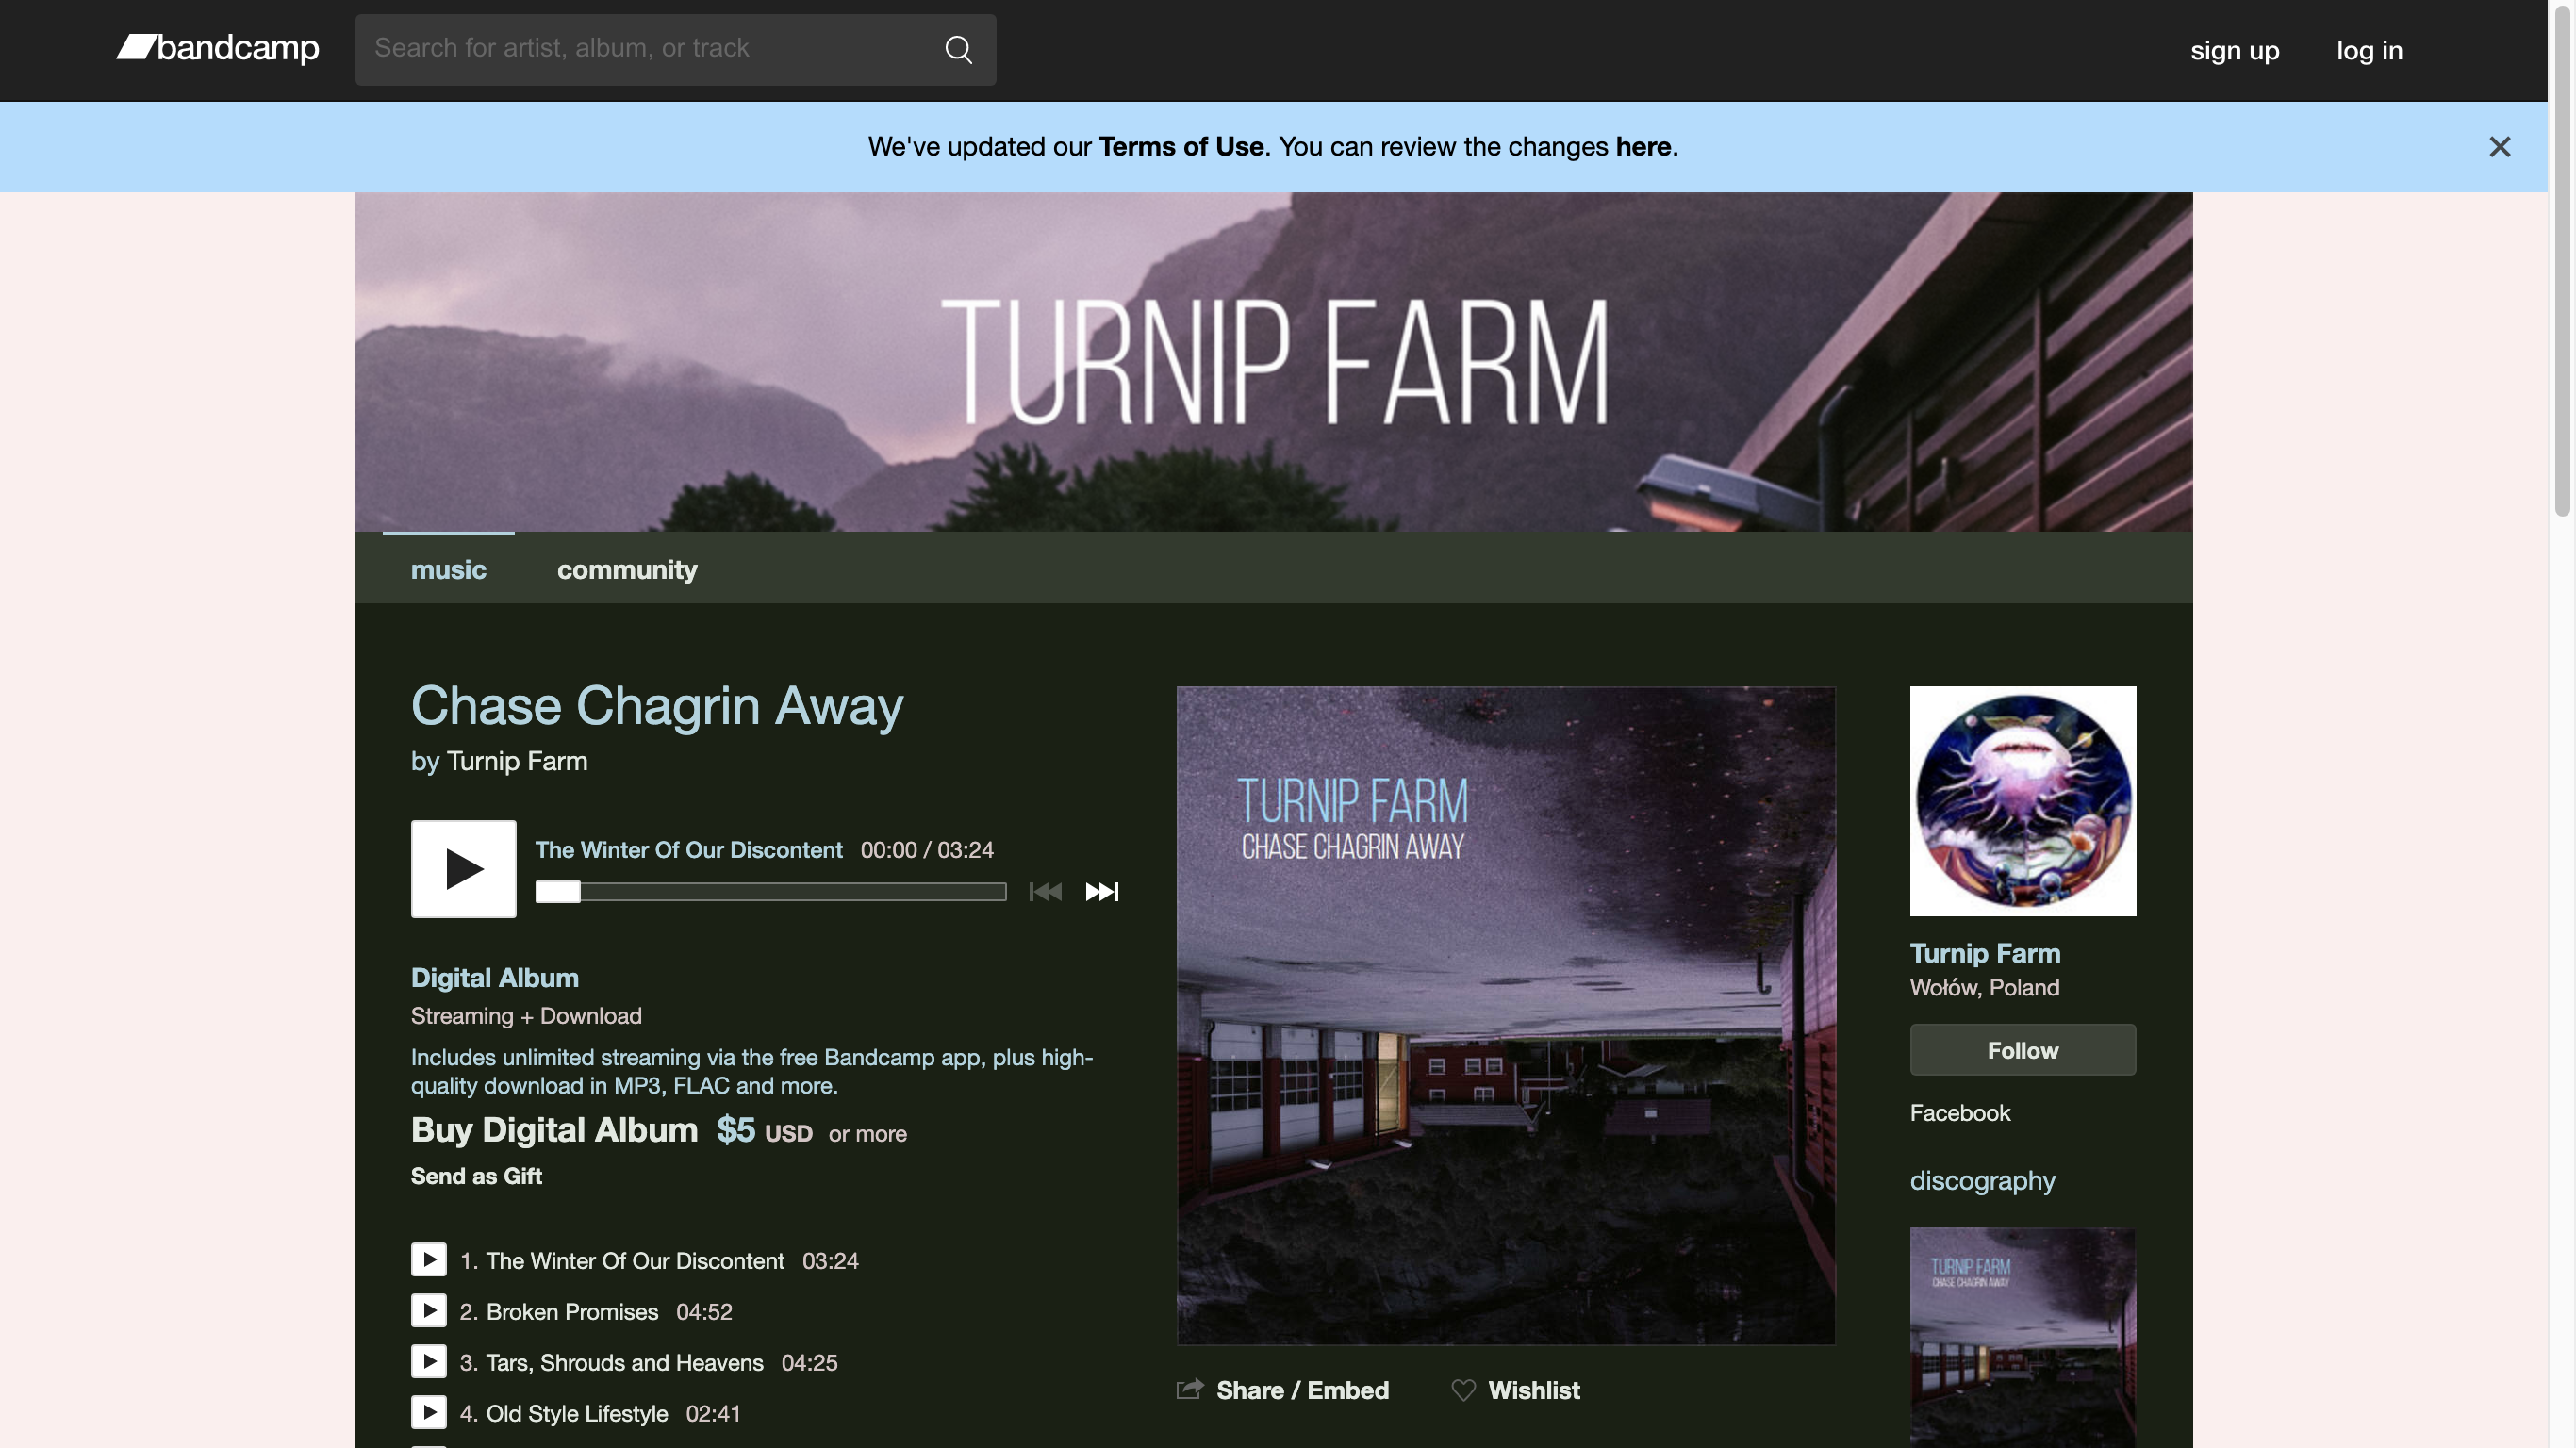 bandcamp
Search for artist, album, or track
sign up
log in
We've updated our Terms of Use. You can review the changes here.
TURNIP FARM
music
community
Chase Chagrin Away
by Turnip Farm
The Winter Of Our Discontent 00:00 / 03:24
Digital Album
Streaming + Download
Includes unlimited streaming via the free Bandcamp app, plus high-
quality download in MP3, FLAC and more.
Buy Digital Album $5 USD or more
Send as Gift
1. The Winter Of Our Discontent 03:24
2. Broken Promises 04:52
3. Tars, Shrouds and Heavens 04:25
4. Old Style Lifestyle 02:41
TURNIP FARM
CHASE CHAGRIN AWAY
Share / Embed
Wishlist
Turnip Farm
Wołów, Poland
Follow
Facebook
discography
TURNIP FARM
CHASE CHAGRIN AWAY